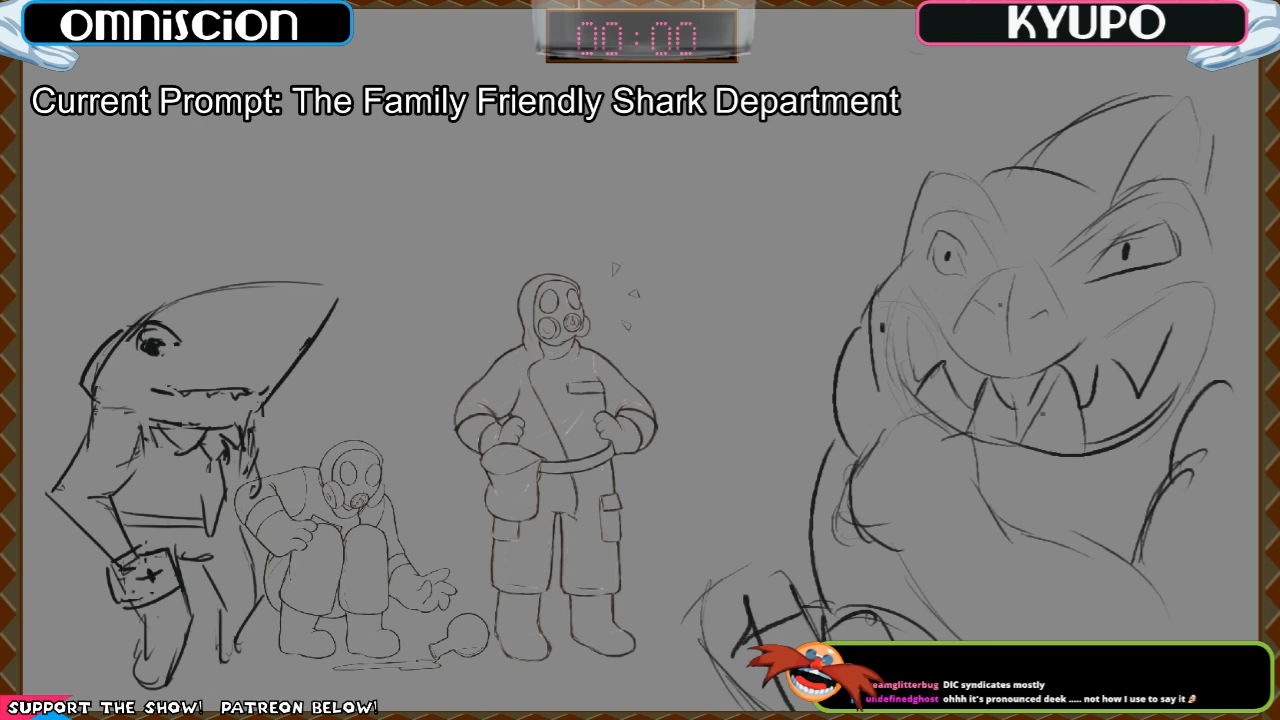 OMNISCION
00:00
KYUPO
Current Prompt: The Family Friendly Shark Department
eamglitterbug DIC syndicates mostly
undefinedghost ohhh it's pronounced deek ..... not how I use to say it
SUPPORT THE SHOW! PATREON BELOW!